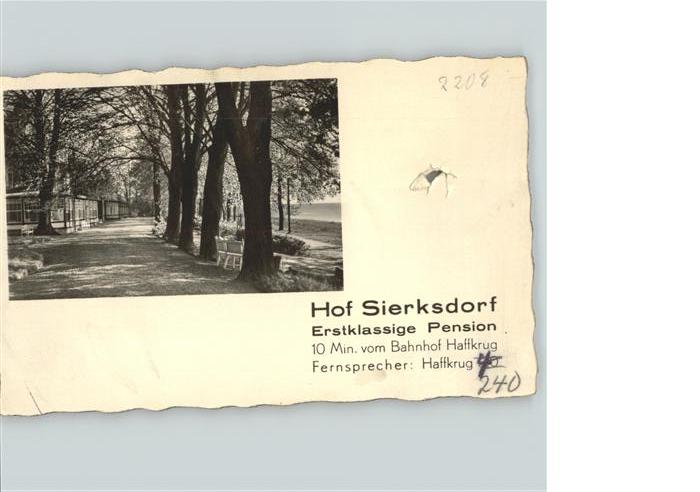 2208
Hof Sierksdorf
Erstklassige Pension
10 Min. vom Bahnhof Haffkrug
Fernsprecher: Haffkrug
240